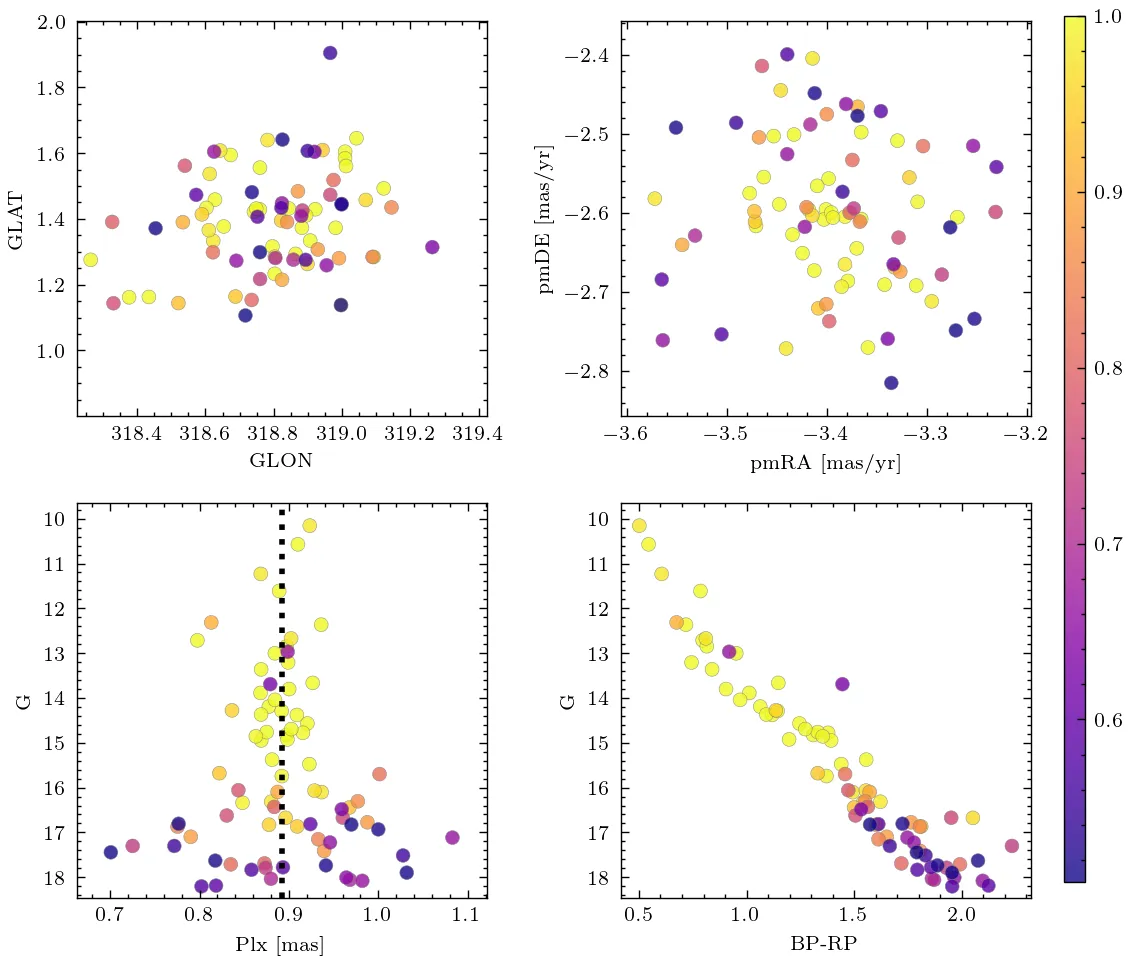 2.0
1.8
1.6
1.4
1.2
1.0
GLAT
318.4 318.6 318.8 319.0 319.2 319.4
GLON
−2.4
−2.5
−2.6
−2.7
−2.8
pmDE [mas/yr]
−3.6 −3.5 −3.4 −3.3 −3.2
pmRA [mas/yr]
1.0
0.9
0.8
0.7
0.6
10
11
12
13
14
15
16
17
18
G
0.7 0.8 0.9 1.0 1.1
Plx [mas]
10
11
12
13
14
15
16
17
18
G
0.5 1.0 1.5 2.0
BP-RP